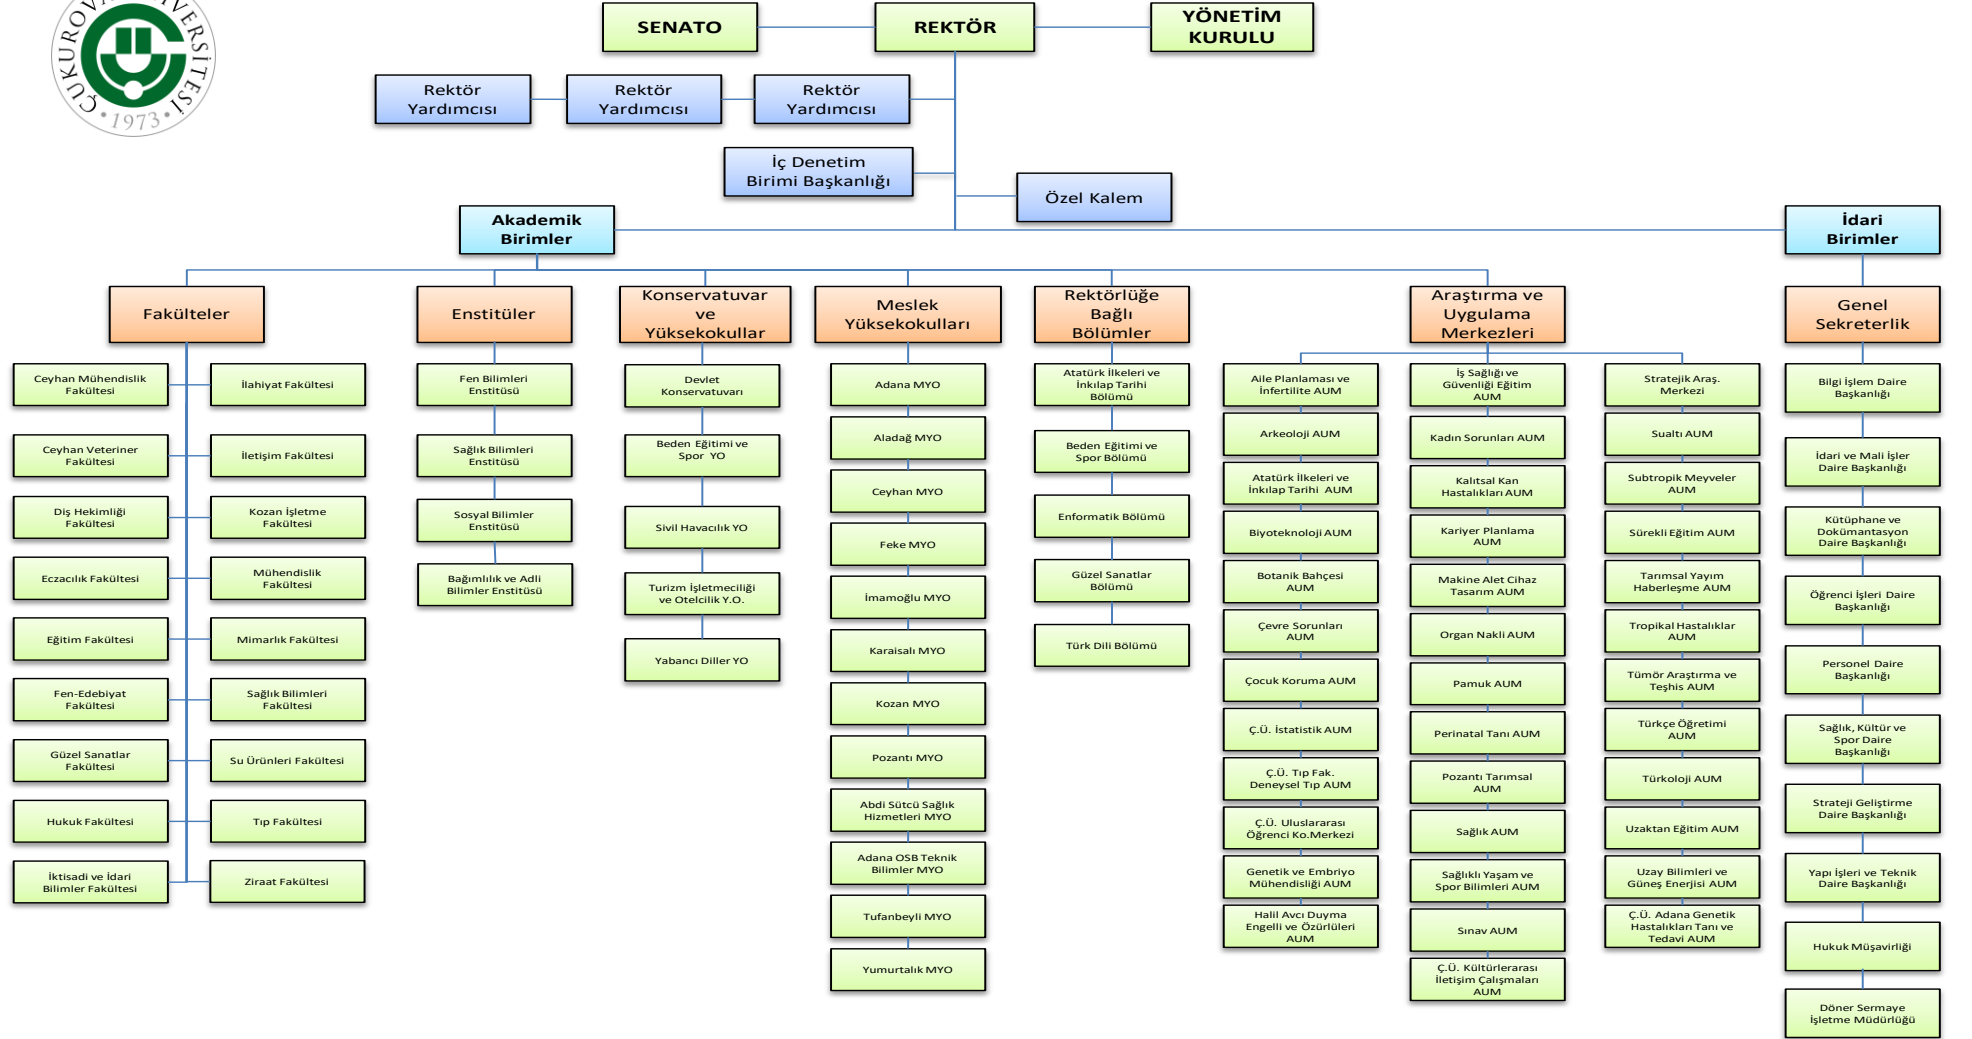 ÇUKUROVA ÜNİVERSİTESİ
•1973•
SENATO
REKTÖR
YÖNETİM
KURULU
Rektör
Yardımcısı
Rektör
Yardımcısı
Rektör
Yardımcısı
İç Denetim
Birimi Başkanlığı
Özel Kalem
Akademik
Birimler
İdari
Birimler
Fakülteler
Ceyhan Mühendislik
Fakültesi
İlahiyat Fakültesi
Ceyhan Veteriner
Fakültesi
İletişim Fakültesi
Diş Hekimliği
Fakültesi
Kozan İşletme
Fakültesi
Eczacılık Fakültesi
Mühendislik
Fakültesi
Eğitim Fakültesi
Mimarlık Fakültesi
Fen-Edebiyat
Fakültesi
Sağlık Bilimleri
Fakültesi
Güzel Sanatlar
Fakültesi
Su Ürünleri Fakültesi
Hukuk Fakültesi
Tıp Fakültesi
İktisadi ve İdari
Bilimler Fakültesi
Ziraat Fakültesi
Enstitüler
Fen Bilimleri
Enstitüsü
Sağlık Bilimleri
Enstitüsü
Sosyal Bilimler
Enstitüsü
Bağımlılık ve Adli
Bilimler Enstitüsü
Konservatuvar
ve
Yüksekokullar
Devlet
Konservatuvarı
Beden Eğitimi ve
Spor YO
Sivil Havacılık YO
Turizm İşletmeciliği
ve Otelcilik Y.O.
Yabancı Diller YO
Meslek
Yüksekokulları
Adana MYO
Aladağ MYO
Ceyhan MYO
Feke MYO
İmamoğlu MYO
Karaisalı MYO
Kozan MYO
Pozantı MYO
Abdi Sütcü Sağlık
Hizmetleri MYO
Adana OSB Teknik
Bilimler MYO
Tufanbeyli MYO
Yumurtalık MYO
Rektörlüğe
Bağlı
Bölümler
Atatürk İlkeleri ve
İnkılap Tarihi
Bölümü
Beden Eğitimi ve
Spor Bölümü
Enformatik Bölümü
Güzel Sanatlar
Bölümü
Türk Dili Bölümü
Araştırma ve
Uygulama
Merkezleri
Aile Planlaması ve
İnfertilite AUM
Arkeoloji AUM
Atatürk İlkeleri ve
İnkılap Tarihi AUM
Biyoteknoloji AUM
Botanik Bahçesi
AUM
Çevre Sorunları
AUM
Çocuk Koruma AUM
Ç.Ü. İstatistik AUM
Ç.Ü. Tıp Fak.
Deneysel Tıp AUM
Ç.Ü. Uluslararası
Öğrenci Ko.Merkezi
Genetik ve Embriyo
Mühendisliği AUM
Halil Avcı Duyma
Engelli ve Özürlüleri
AUM
İş Sağlığı ve
Güvenliği Eğitim
AUM
Kadın Sorunları AUM
Kalıtsal Kan
Hastalıkları AUM
Kariyer Planlama
AUM
Makine Alet Cihaz
Tasarım AUM
Organ Nakli AUM
Pamuk AUM
Perinatal Tanı AUM
Pozantı Tarımsal
AUM
Sağlık AUM
Sağlıklı Yaşam ve
Spor Bilimleri AUM
Sınav AUM
Ç.Ü. Kültürlerarası
İletişim Çalışmaları
AUM
Stratejik Araş.
Merkezi
Sualtı AUM
Subtropik Meyveler
AUM
Sürekli Eğitim AUM
Tarımsal Yayım
Haberleşme AUM
Tropikal Hastalıklar
AUM
Tümör Araştırma ve
Teşhis AUM
Türkçe Öğretimi
AUM
Türkoloji AUM
Uzaktan Eğitim AUM
Uzay Bilimleri ve
Güneş Enerjisi AUM
Ç.Ü. Adana Genetik
Hastalıkları Tanı ve
Tedavi AUM
Genel
Sekreterlik
Bilgi İşlem Daire
Başkanlığı
İdari ve Mali İşler
Daire Başkanlığı
Kütüphane ve
Dokümantasyon
Daire Başkanlığı
Öğrenci İşleri Daire
Başkanlığı
Personel Daire
Başkanlığı
Sağlık, Kültür ve
Spor Daire
Başkanlığı
Strateji Geliştirme
Daire Başkanlığı
Yapı İşleri ve Teknik
Daire Başkanlığı
Hukuk Müşavirliği
Döner Sermaye
İşletme Müdürlüğü